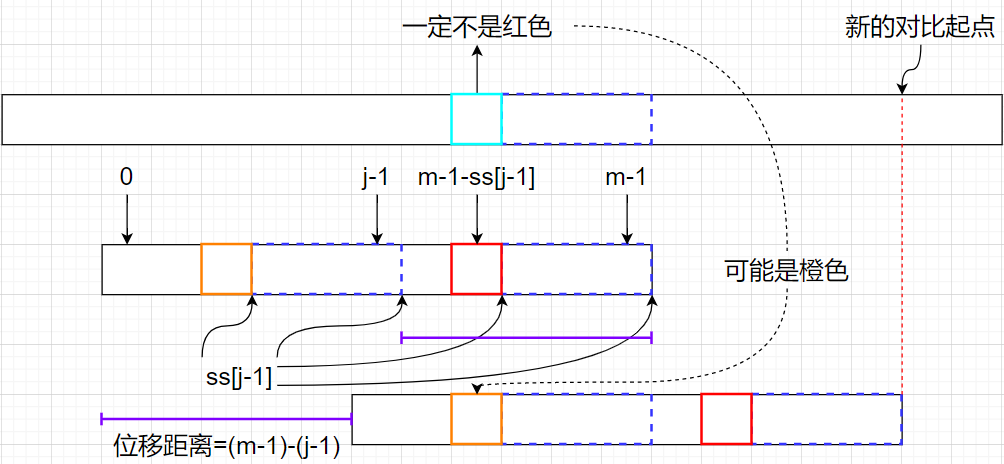 一定不是红色
新的对比起点
0
j-1
m-1-ss[j-1]
m-1
可能是橙色
ss[j-1]
位移距离=(m-1)-(j-1)